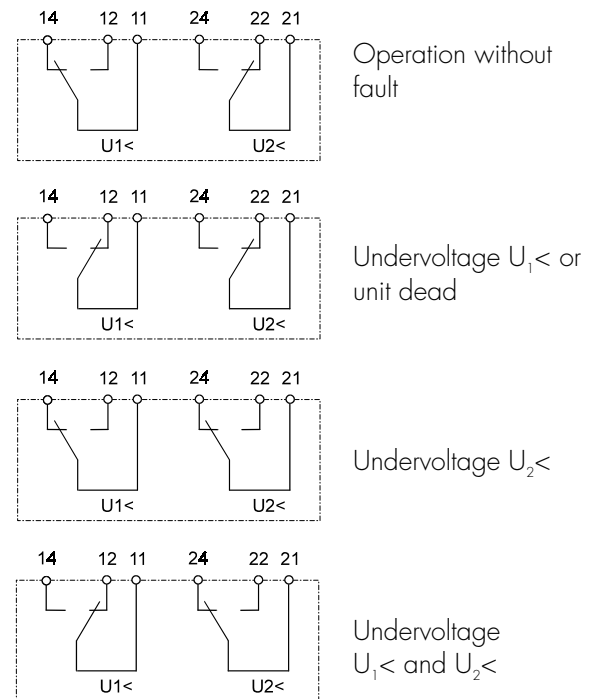 14 12 11 24 22 21
Operation without
fault
U1< U2<
14 12 11 24 22 21
Undervoltage U₁< or
unit dead
U1< U2<
14 12 11 24 22 21
Undervoltage U₂<
U1< U2<
14 12 11 24 22 21
Undervoltage
U₁< and U₂<
U1< U2<